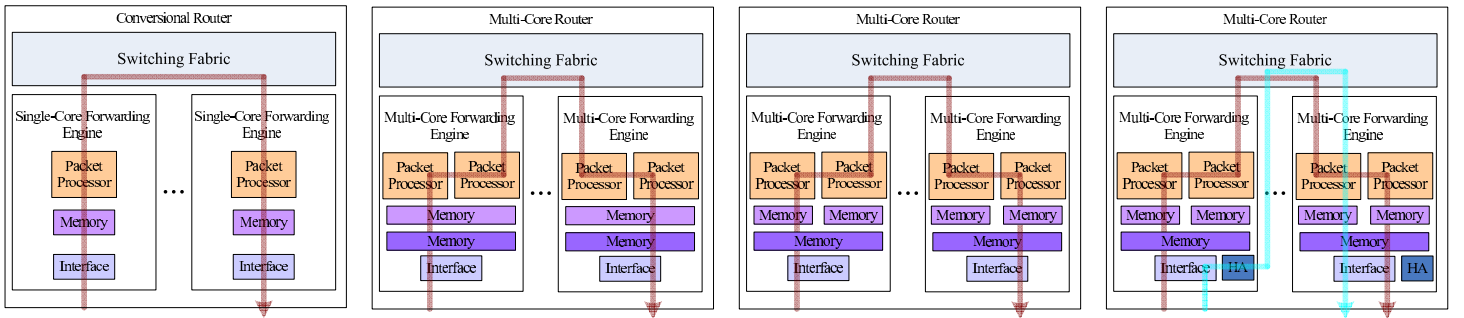 Conversional Router
Switching Fabric
Single-Core Forwarding
Engine
Packet
Processor
Memory
Interface
...
Single-Core Forwarding
Engine
Packet
Processor
Memory
Interface
Multi-Core Router
Switching Fabric
Multi-Core Forwarding
Engine
Packet
Processor
Packet
Processor
Memory
Memory
Interface
...
Multi-Core Forwarding
Engine
Packet
Processor
Packet
Processor
Memory
Memory
Interface
Multi-Core Router
Switching Fabric
Multi-Core Forwarding
Engine
Packet
Processor
Packet
Processor
Memory
Memory
Memory
Interface
...
Multi-Core Forwarding
Engine
Packet
Processor
Packet
Processor
Memory
Memory
Memory
Interface
Multi-Core Router
Switching Fabric
Multi-Core Forwarding
Engine
Packet
Processor
Packet
Processor
Memory
Memory
Memory
Interface
HA
...
Multi-Core Forwarding
Engine
Packet
Processor
Packet
Processor
Memory
Memory
Memory
Interface
HA